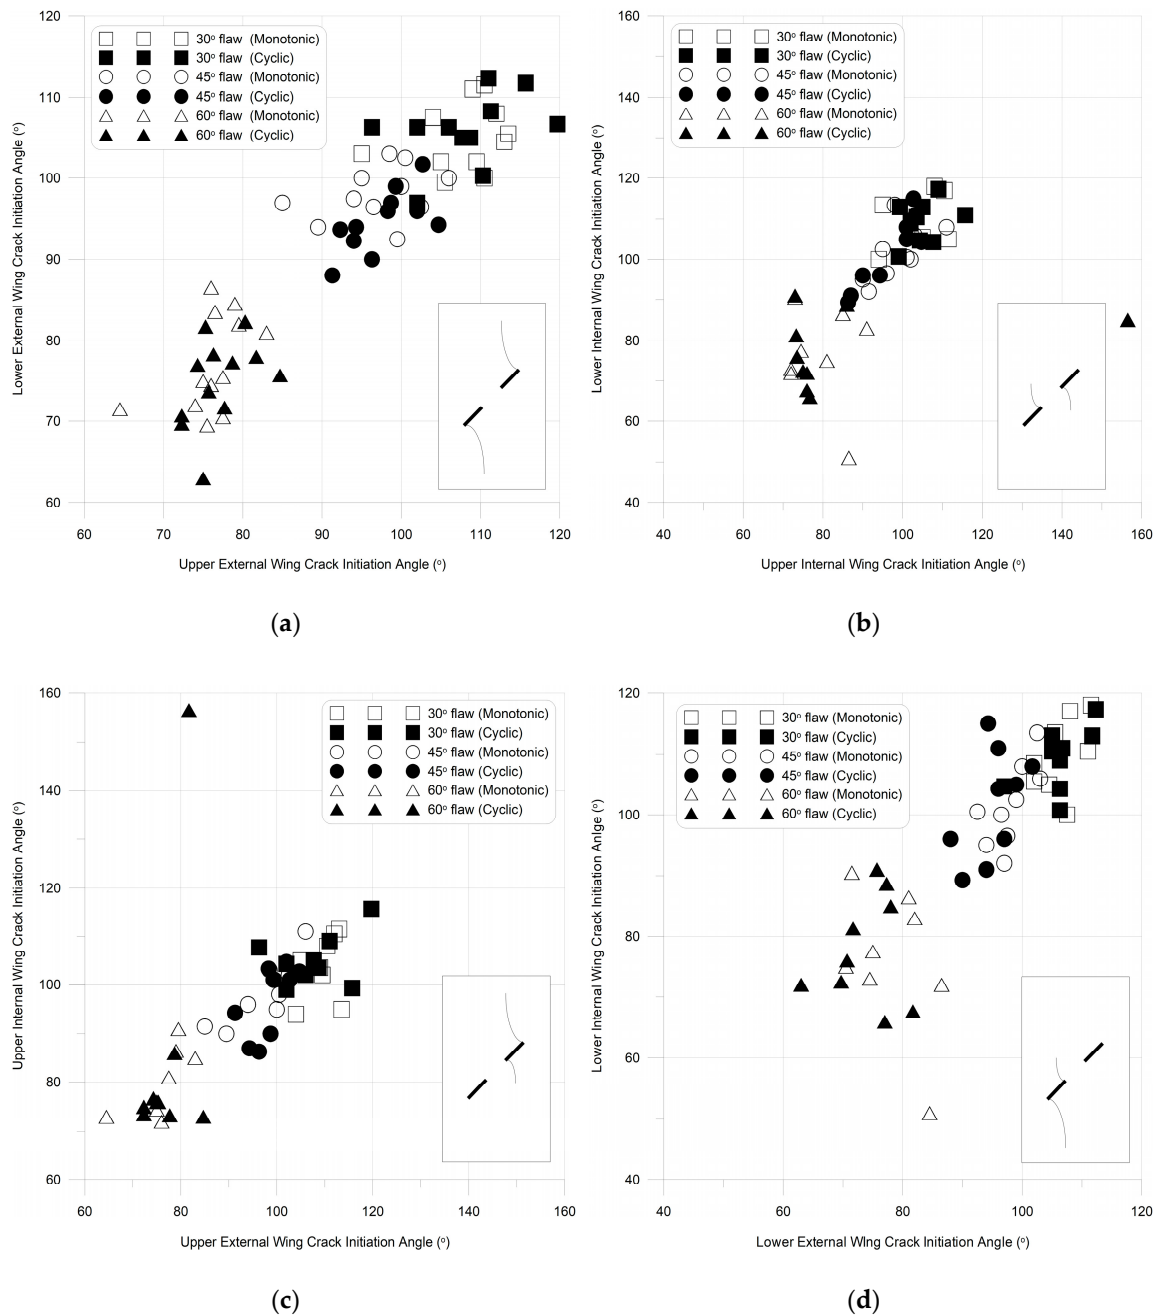 120
110
100
90
80
70
60
Lower External Wing Crack Initiation Angle (°)
30° flaw (Monotonic)
30° flaw (Cyclic)
45° flaw (Monotonic)
45° flaw (Cyclic)
60° flaw (Monotonic)
60° flaw (Cyclic)
60 70 80 90 100 110 120
Upper External Wing Crack Initiation Angle (°)
(a)
160
140
120
100
80
60
40
Lower Internal Wing Crack Initiation Angle (°)
30° flaw (Monotonic)
30° flaw (Cyclic)
45° flaw (Monotonic)
45° flaw (Cyclic)
60° flaw (Monotonic)
60° flaw (Cyclic)
40 60 80 100 120 140 160
Upper Internal Wing Crack Initiation Angle (°)
(b)
160
140
120
100
80
60
Upper Internal Wing Crack Initiation Angle (°)
30° flaw (Monotonic)
30° flaw (Cyclic)
45° flaw (Monotonic)
45° flaw (Cyclic)
60° flaw (Monotonic)
60° flaw (Cyclic)
60 80 100 120 140 160
Upper External Wing Crack Initiation Angle (°)
(c)
120
100
80
60
40
Lower Internal Wing Crack Initiation Anlge (°)
30° flaw (Monotonic)
30° flaw (Cyclic)
45° flaw (Monotonic)
45° flaw (Cyclic)
60° flaw (Monotonic)
60° flaw (Cyclic)
40 60 80 100 120
Lower External WIng Crack Initiation Angle (°)
(d)